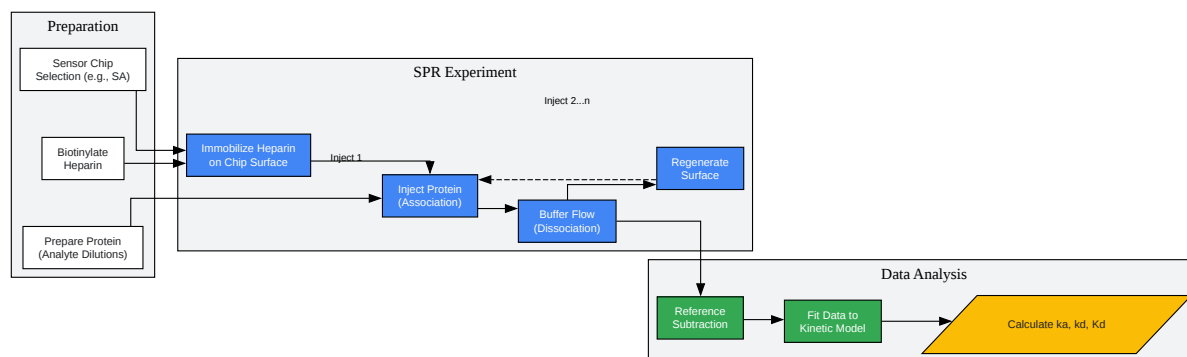 Preparation
Sensor Chip
Selection (e.g., SA)
Biotinylate
Heparin
Prepare Protein
(Analyte Dilutions)
SPR Experiment
Inject 2...n
Immobilize Heparin
on Chip Surface
Inject 1
Inject Protein
(Association)
Buffer Flow
(Dissociation)
Regenerate
Surface
Data Analysis
Reference
Subtraction
Fit Data to
Kinetic Model
Calculate ka, kd, Kd